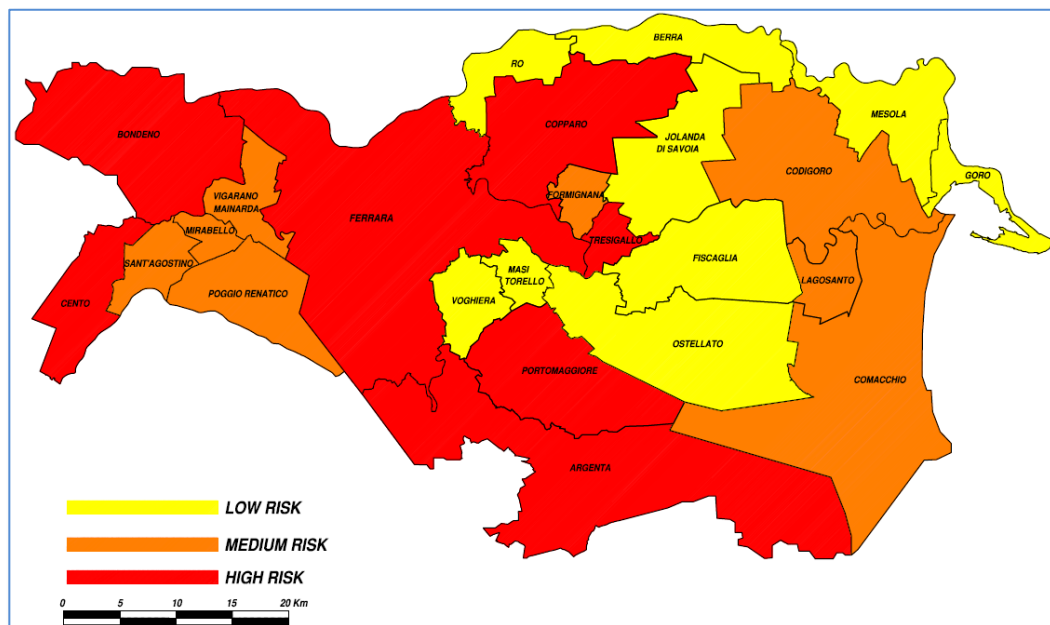 BERRA
RO
MESOLA
COPPARO
BONDENO
JOLANDA
DI SAVOIA
CODIGORO
GORO
VIGARANO
MAINARDA
FORMIGNANA
FERRARA
MIRABELLO
TRESIGALLO
SANT'AGOSTINO
FISCAGLIA
MASI
TORELLO
LAGOSANTO
POGGIO RENATICO
CENTO
VOGHIERA
OSTELLATO
PORTOMAGGIORE
COMACCHIO
ARGENTA
LOW RISK
MEDIUM RISK
HIGH RISK
0 5 10 15 20 Km